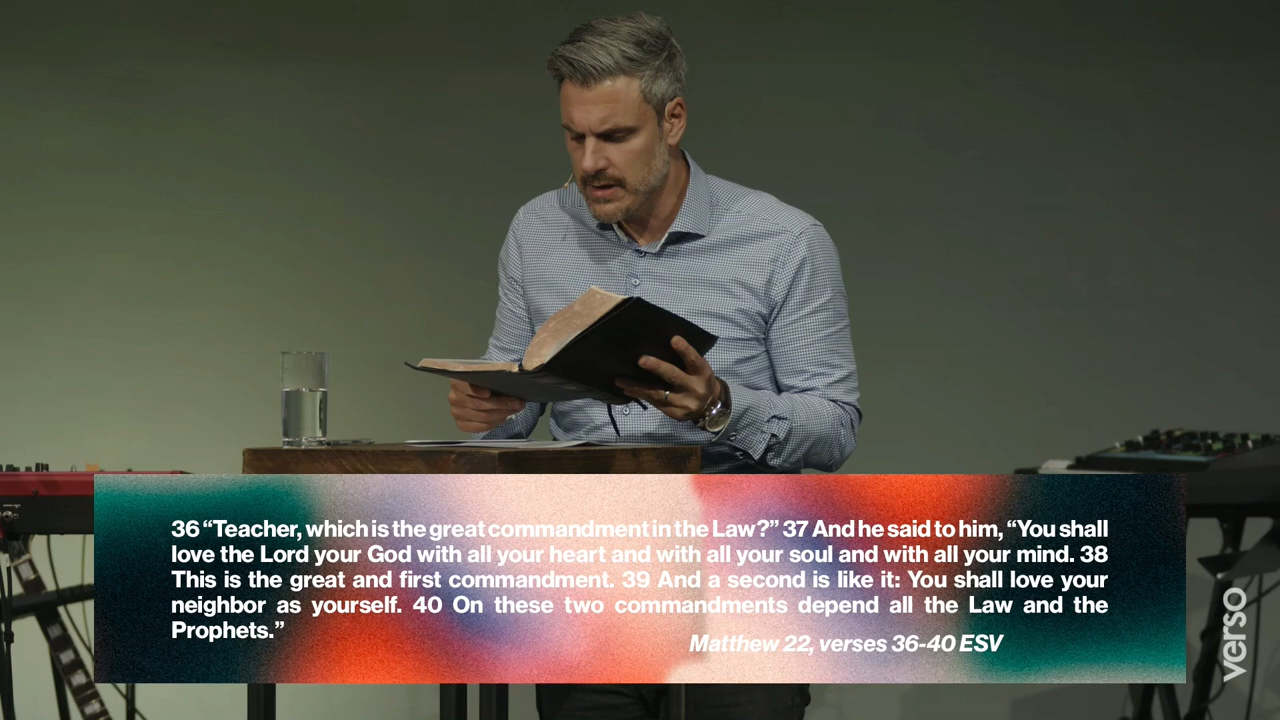 36 “Teacher, which is the great commandment in the Law?” 37 And he said to him, “You shall
love the Lord your God with all your heart and with all your soul and with all your mind. 38
This is the great and first commandment. 39 And a second is like it: You shall love your
neighbor as yourself. 40 On these two commandments depend all the Law and the
Prophets.”
Matthew 22, verses 36-40 ESV
verso